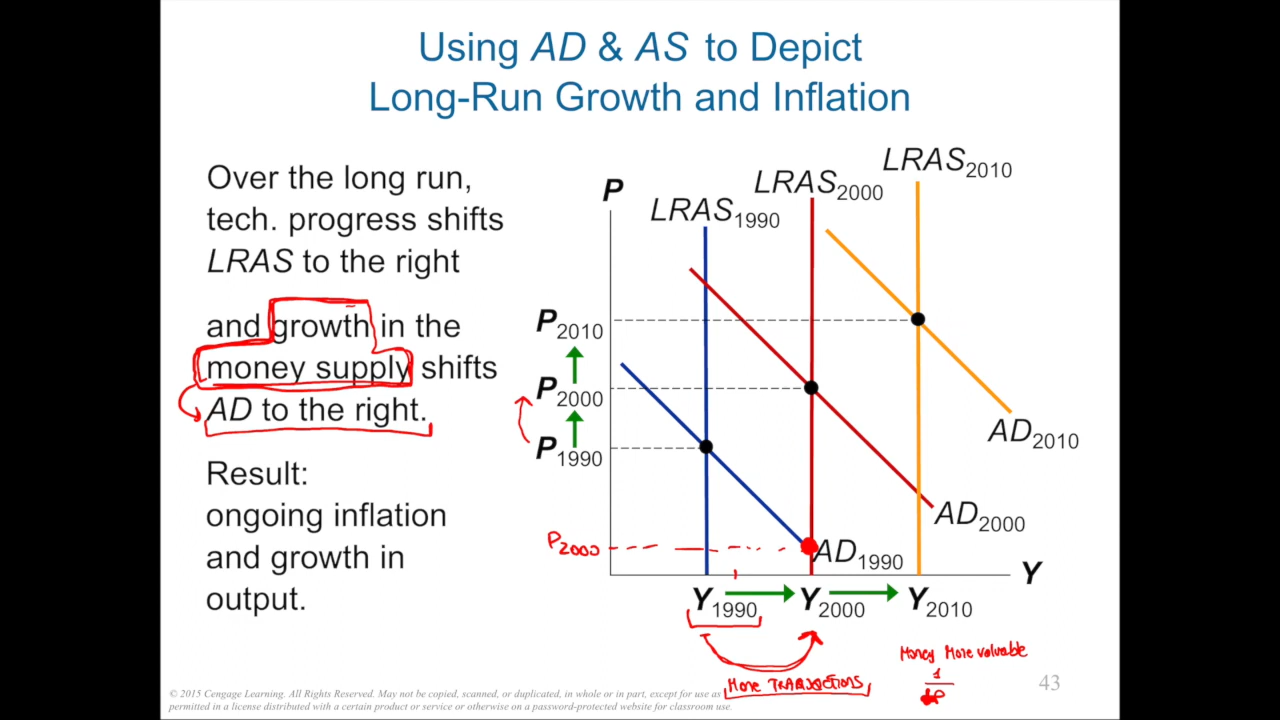 Using AD & AS to Depict
Long-Run Growth and Inflation
Over the long run,
tech. progress shifts
LRAS to the right
and growth in the
money supply shifts
AD to the right.
Result:
ongoing inflation
and growth in
output.
P
LRAS1990
LRAS2000
LRAS2010
P2010
P2000
P1990
P2000
AD2010
AD2000
AD1990
Y
Y1990
Y2000
Y2010
MORE TRANSACTIONS
Money More valuable
1
P
43
© 2015 Cengage Learning. All Rights Reserved. May not be copied, scanned, or duplicated, in whole or in part, except for use as
permitted in a license distributed with a certain product or service or otherwise on a password-protected website for classroom use.